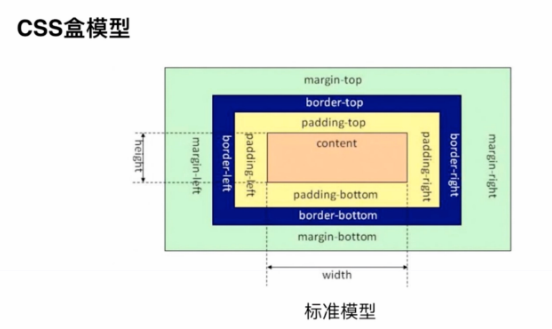 CSS盒模型
margin-top
border-top
padding-top
content
height
margin-left
border-left
padding-left
padding-right
border-right
margin-right
padding-bottom
border-bottom
margin-bottom
width
标准模型